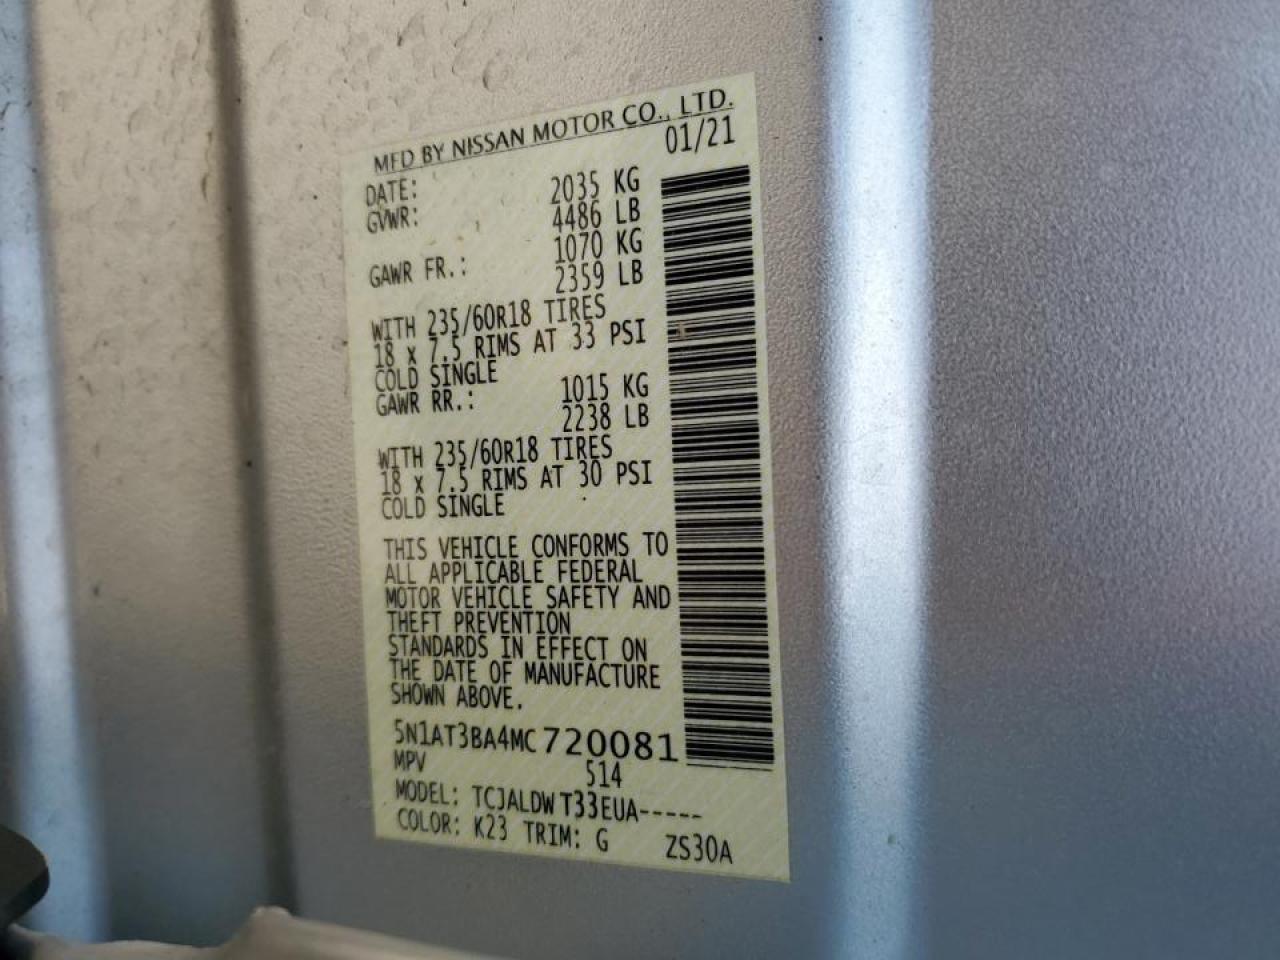 MFD BY NISSAN MOTOR CO., LTD.
DATE: 01/21
GVWR: 2035 KG
4486 LB
GAWR FR.: 1070 KG
2359 LB
WITH 235/60R18 TIRES
18 x 7.5 RIMS AT 33 PSI
COLD SINGLE
GAWR RR.: 1015 KG
2238 LB
WITH 235/60R18 TIRES
18 x 7.5 RIMS AT 30 PSI
COLD SINGLE
THIS VEHICLE CONFORMS TO
ALL APPLICABLE FEDERAL
MOTOR VEHICLE SAFETY AND
THEFT PREVENTION
STANDARDS IN EFFECT ON
THE DATE OF MANUFACTURE
SHOWN ABOVE.
5N1AT3BA4MC720081
MPV 514
MODEL: TCJALDW T33EUA-----
COLOR: K23 TRIM: G ZS30A